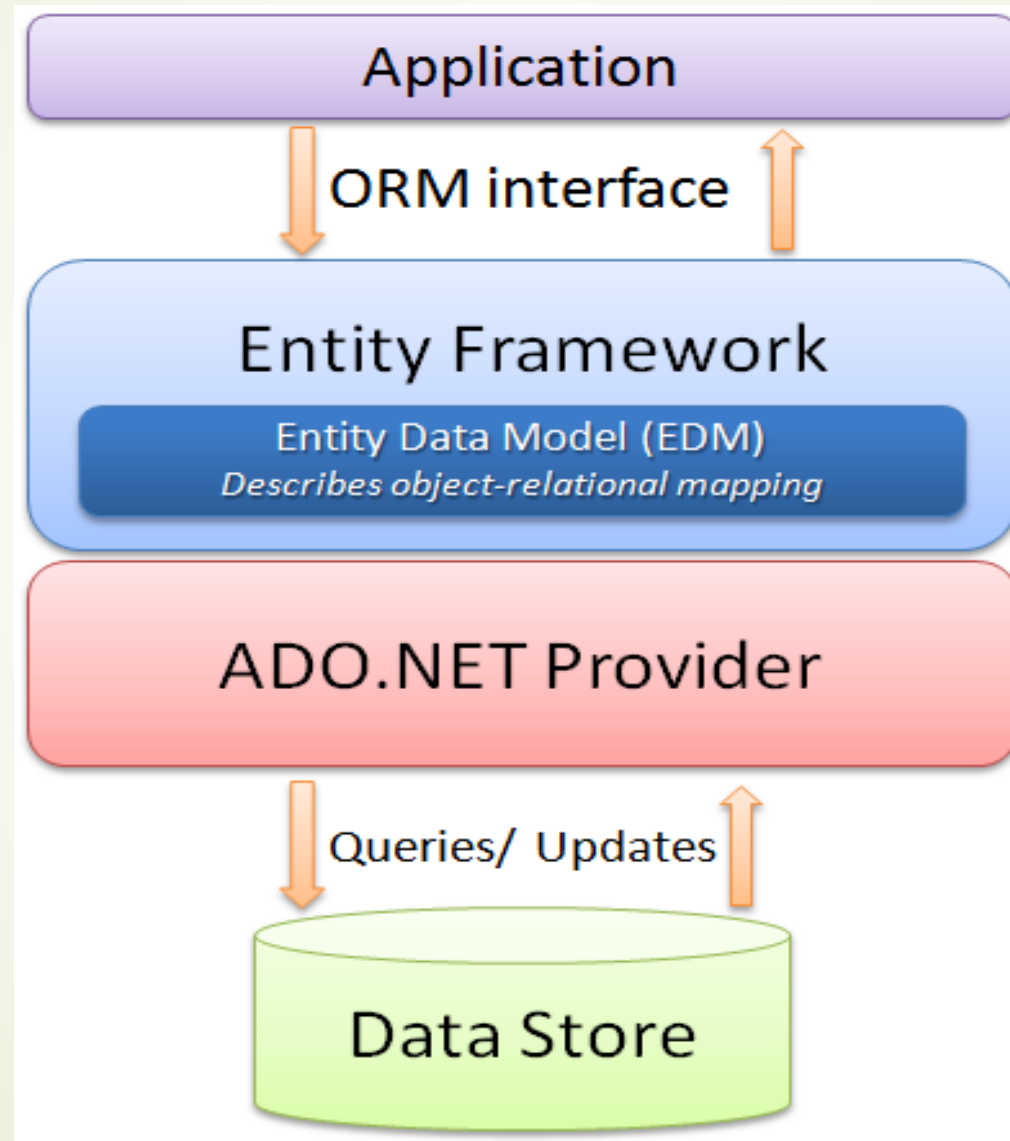 Application
ORM interface
Entity Framework
Entity Data Model (EDM)
Describes object-relational mapping
ADO.NET Provider
Queries/ Updates
Data Store